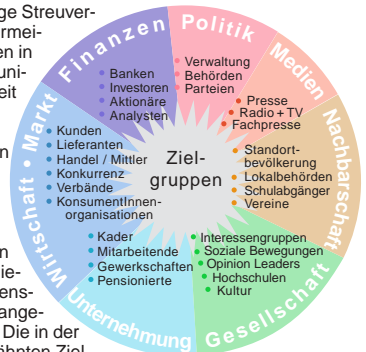 ge Streuver-
rmei-
en in
uni-
eit
n
n
ie-
ens-
ange-
Die in der
ähnten Ziel-
Finanzen
Banken
Investoren
Aktionäre
Analysten
Politik
Verwaltung
Behörden
Parteien
Medien
Presse
Radio + TV
Fachpresse
Nachbarschaft
Standort-
bevölkerung
Lokalbehörden
Schulabgänger
Vereine
Gesellschaft
Interessengruppen
Soziale Bewegungen
Opinion Leaders
Hochschulen
Kultur
Unternehmung
Kader
Mitarbeitende
Gewerkschaften
Pensionierte
Wirtschaft • Markt
Kunden
Lieferanten
Handel / Mittler
Konkurrenz
Verbände
KonsumentInnen-
organisationen
Ziel-
gruppen